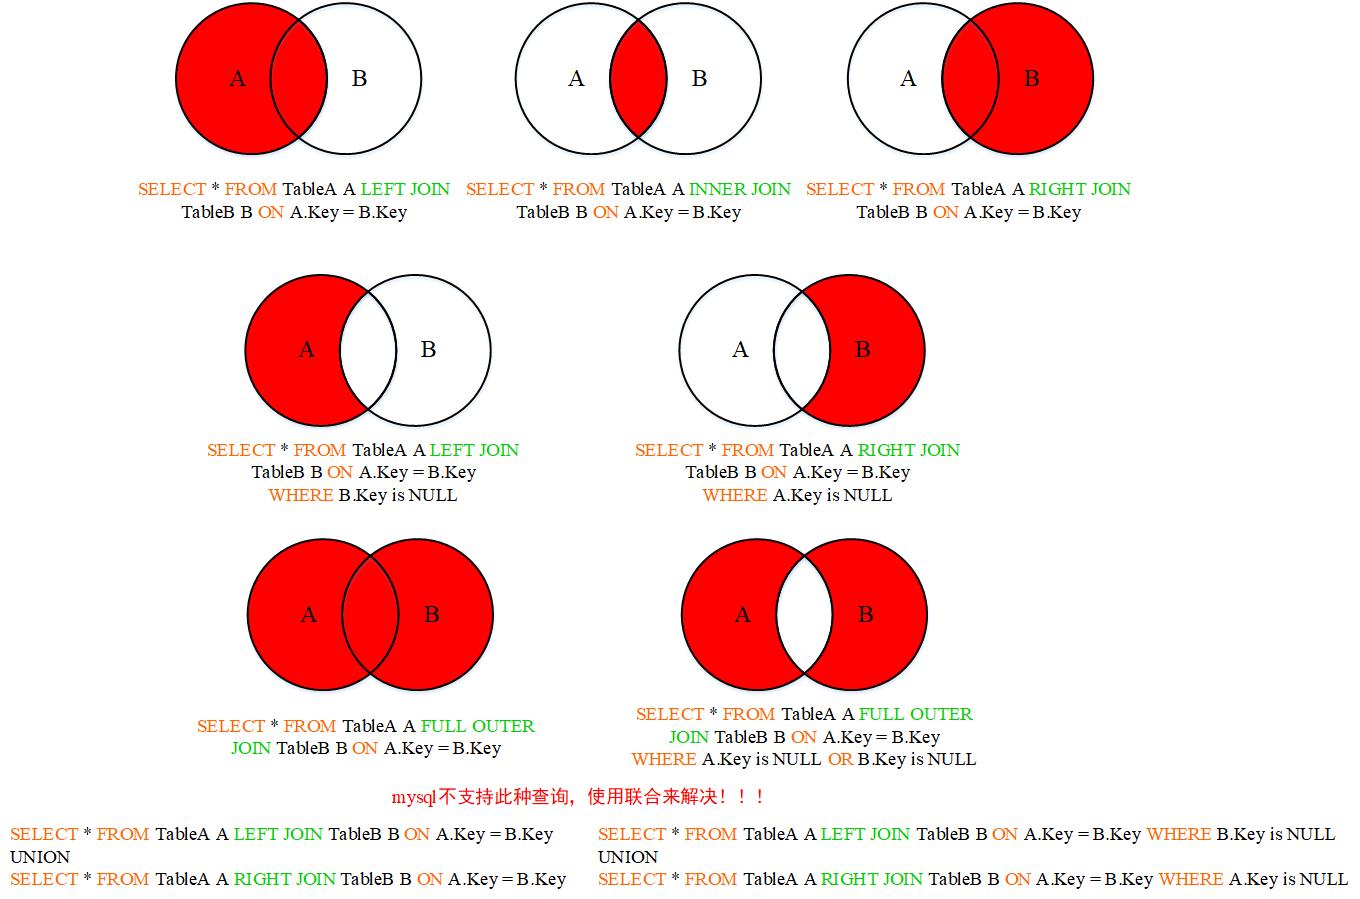 A B
A B
A B
SELECT * FROM TableA A LEFT JOIN
TableB B ON A.Key = B.Key
SELECT * FROM TableA A INNER JOIN
TableB B ON A.Key = B.Key
SELECT * FROM TableA A RIGHT JOIN
TableB B ON A.Key = B.Key
A B
A B
SELECT * FROM TableA A LEFT JOIN
TableB B ON A.Key = B.Key
WHERE B.Key is NULL
SELECT * FROM TableA A RIGHT JOIN
TableB B ON A.Key = B.Key
WHERE A.Key is NULL
A B
A B
SELECT * FROM TableA A FULL OUTER
JOIN TableB B ON A.Key = B.Key
SELECT * FROM TableA A FULL OUTER
JOIN TableB B ON A.Key = B.Key
WHERE A.Key is NULL OR B.Key is NULL
mysql不支持此种查询，使用联合来解决！！！
SELECT * FROM TableA A LEFT JOIN TableB B ON A.Key = B.Key
UNION
SELECT * FROM TableA A RIGHT JOIN TableB B ON A.Key = B.Key
SELECT * FROM TableA A LEFT JOIN TableB B ON A.Key = B.Key WHERE B.Key is NULL
UNION
SELECT * FROM TableA A RIGHT JOIN TableB B ON A.Key = B.Key WHERE A.Key is NULL